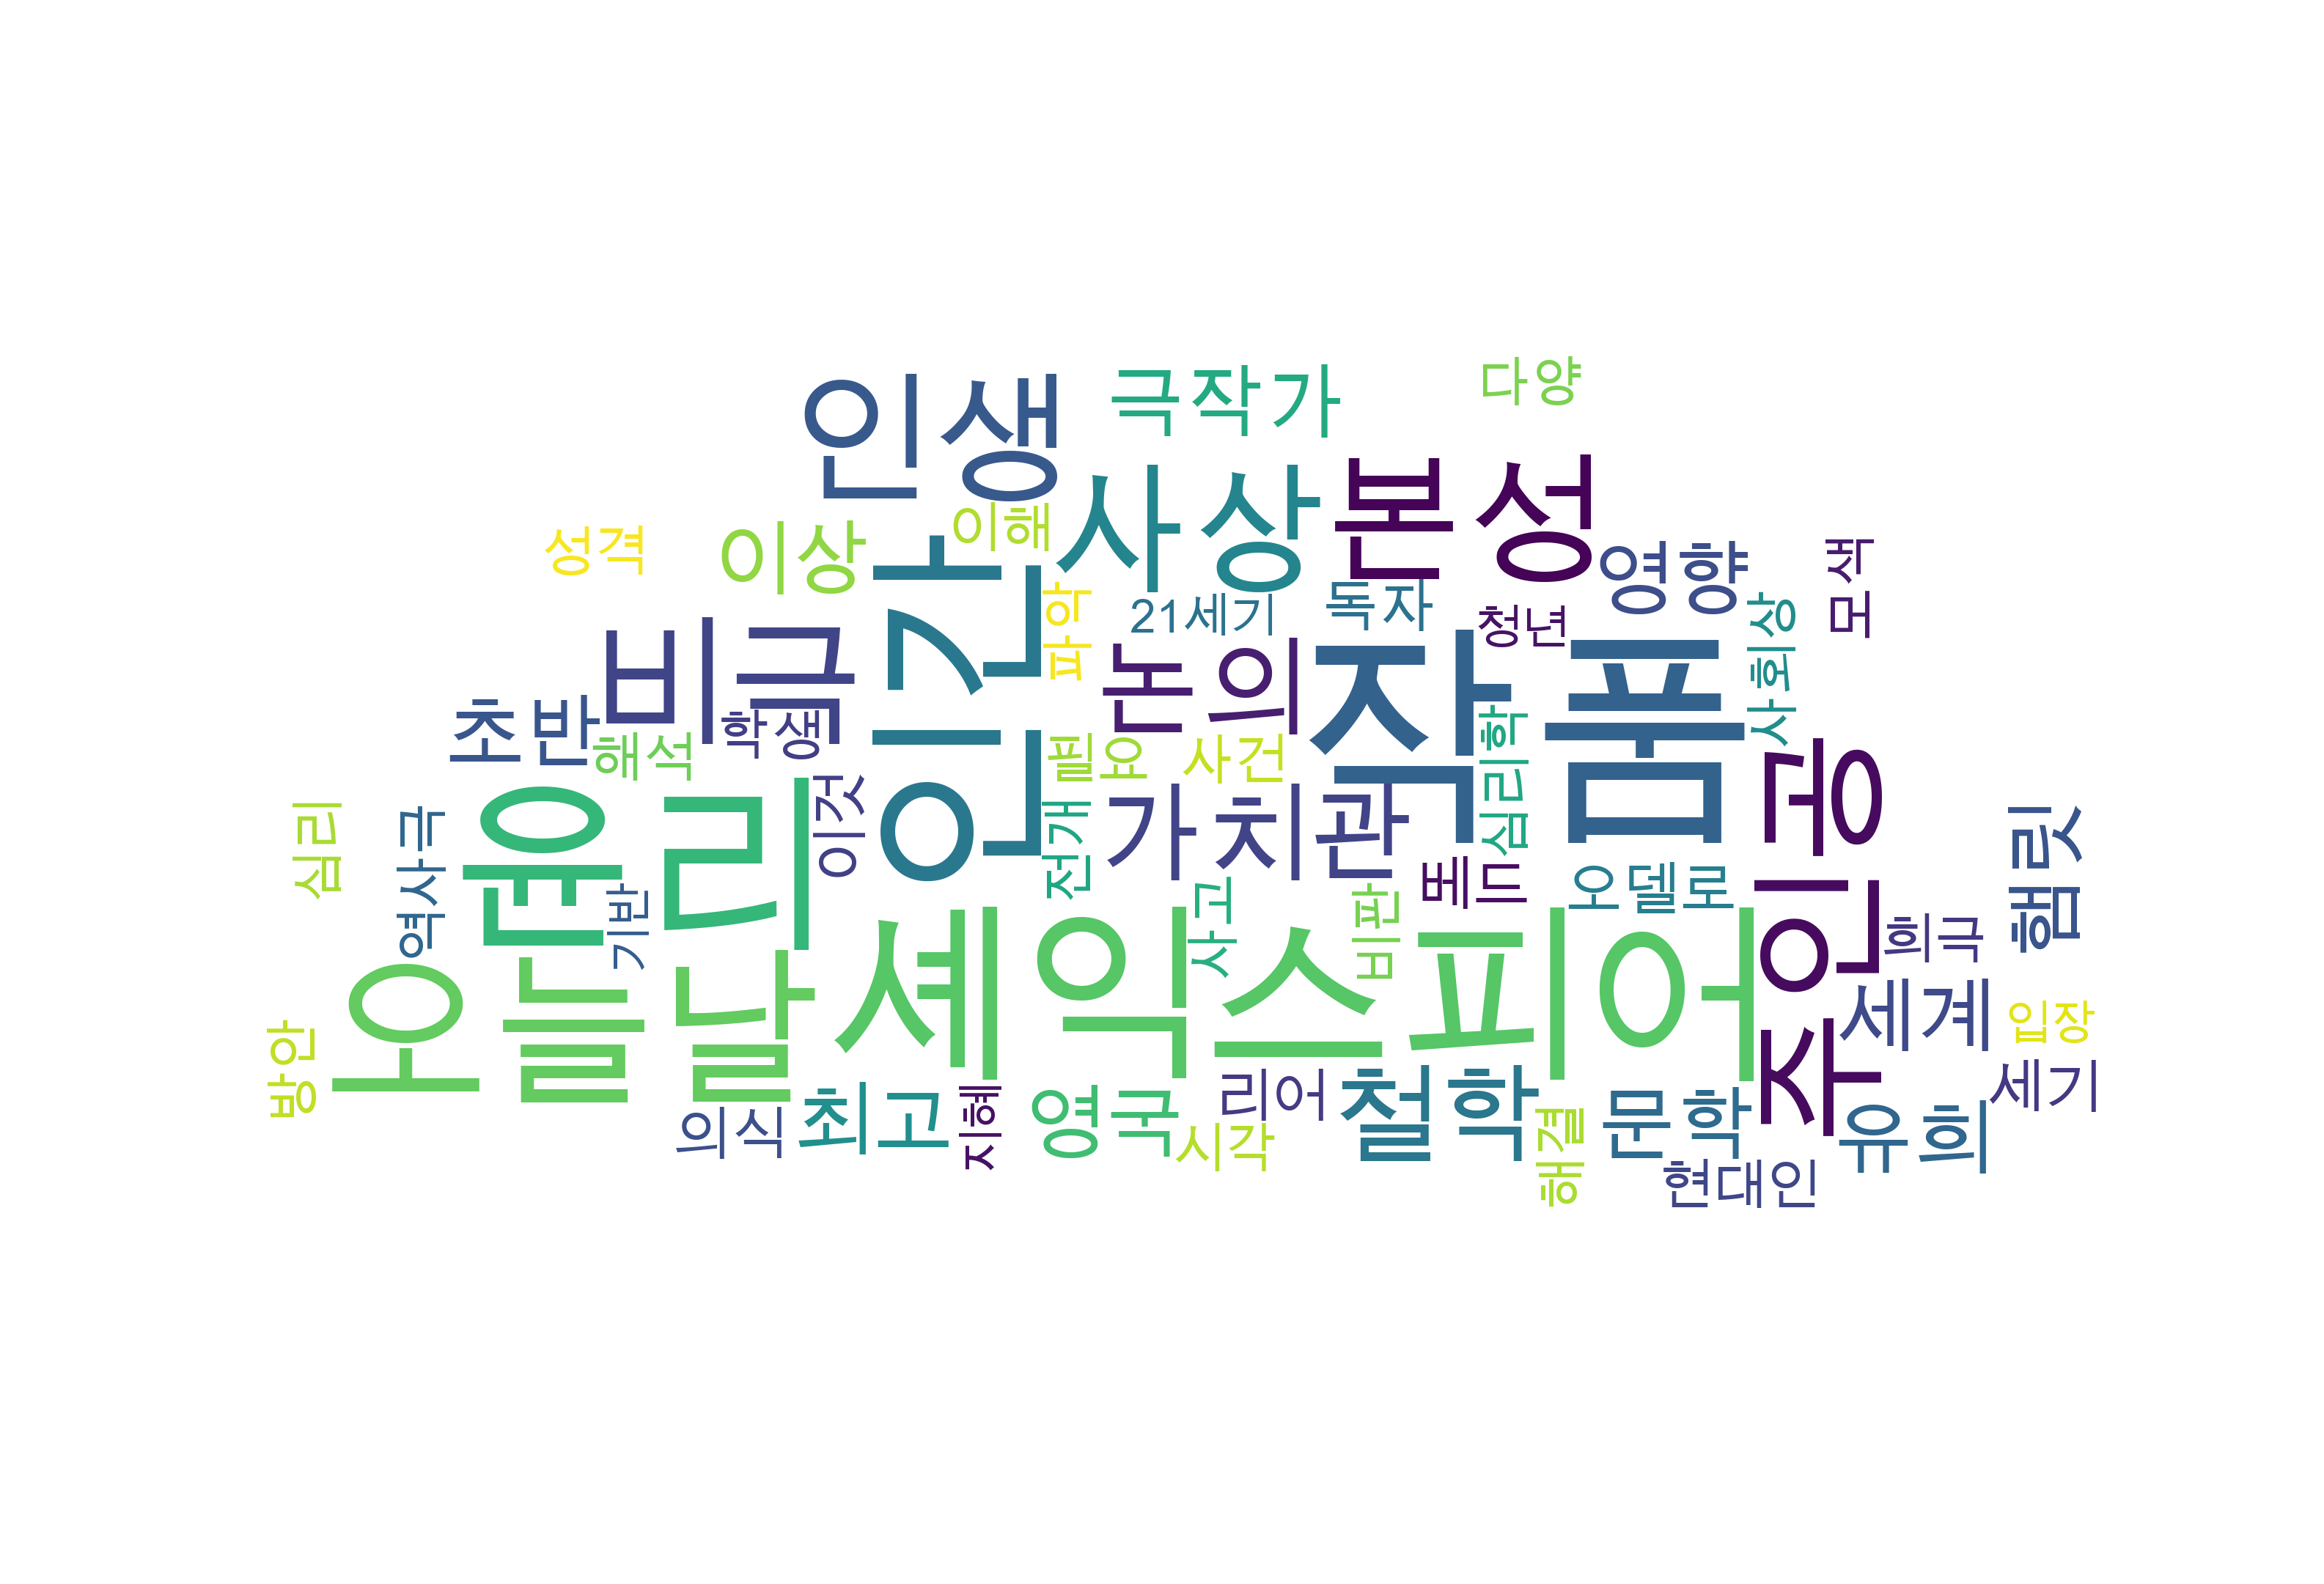 인생
극작가
다양
사상
본성
성격
이상
이해
영향
모색
인간
파악
21세기
독자
청년
사회상
비극
논의
작품
초반
해석
학생
필요
사건
심리학
주인공
윤리
이것
전개
가치관
심리
역사극
기반
본드
오델로
햄릿
희극
오늘날
셰익스피어
사고
비판
세계
입장
방안
세기
의식
최고
지혜
영국
리어
시각
철학
해결
문학
유희
현대인